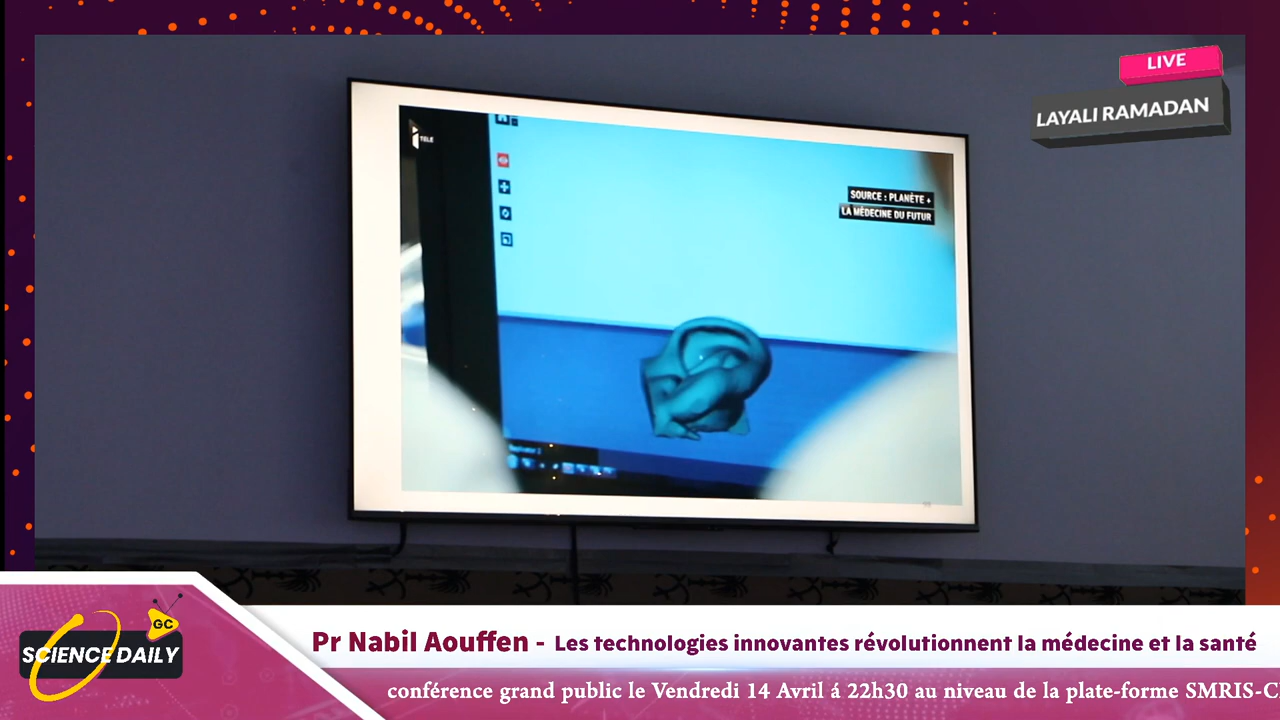 LIVE
LAYALI RAMADAN
TELE
SOURCE : PLANÈTE +
LA MÉDECINE DU FUTUR
GC
SCIENCE DAILY
Pr Nabil Aouffen - Les technologies innovantes révolutionnent la médecine et la santé
conférence grand public le Vendredi 14 Avril á 22h30 au niveau de la plate-forme SMRIS-C